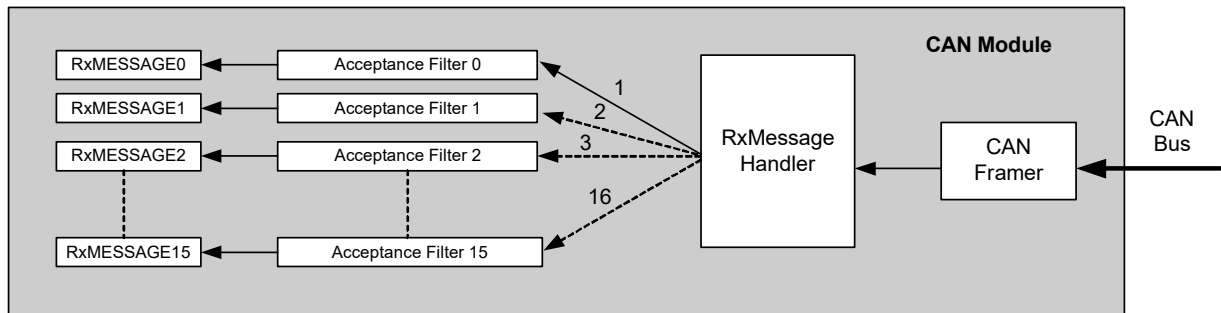 CAN Module
RxMESSAGE0
Acceptance Filter 0
1
RxMESSAGE1
Acceptance Filter 1
2
RxMESSAGE2
Acceptance Filter 2
3
RxMESSAGE15
Acceptance Filter 15
16
RxMessage
Handler
CAN
Framer
CAN
Bus